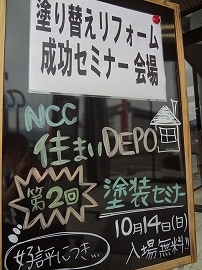 塗り替えリフォーム
成功セミナー 会場
NCC
住まいDEPO!
第2回
塗装セミナー
好評につき…
10月14日(日)
入場無料!!